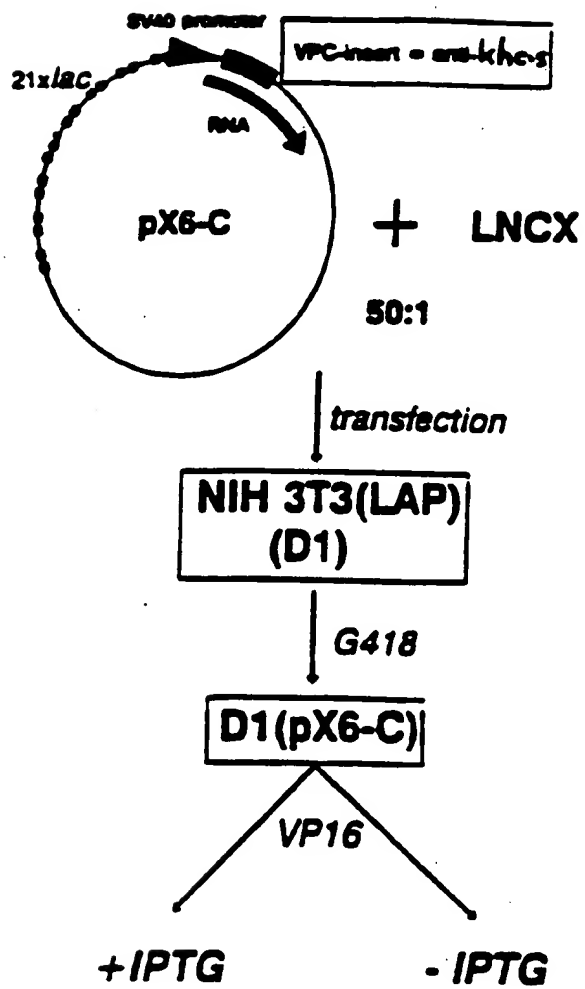 SV40 promoter
VPC-insert = anti-khc-s
21xlac
RNA
pX6-C
+
LNCX
50:1
transfection
NIH 3T3(LAP)
(D1)
G418
D1(pX6-C)
VP16
+IPTG
- IPTG